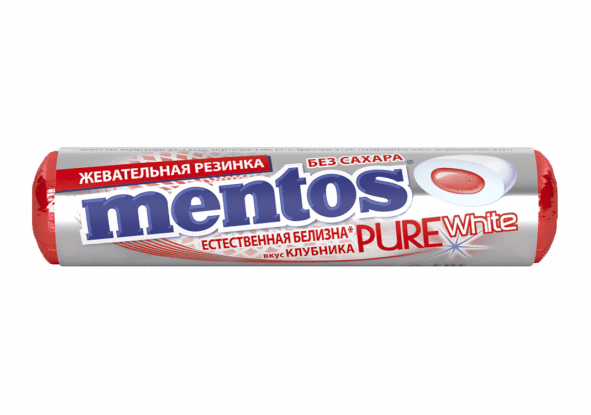 ЖЕВАТЕЛЬНАЯ РЕЗИНКА
БЕЗ САХАРА
mentos®
ЕСТЕСТВЕННАЯ БЕЛИЗНА*
вкус КЛУБНИКА
PURE White